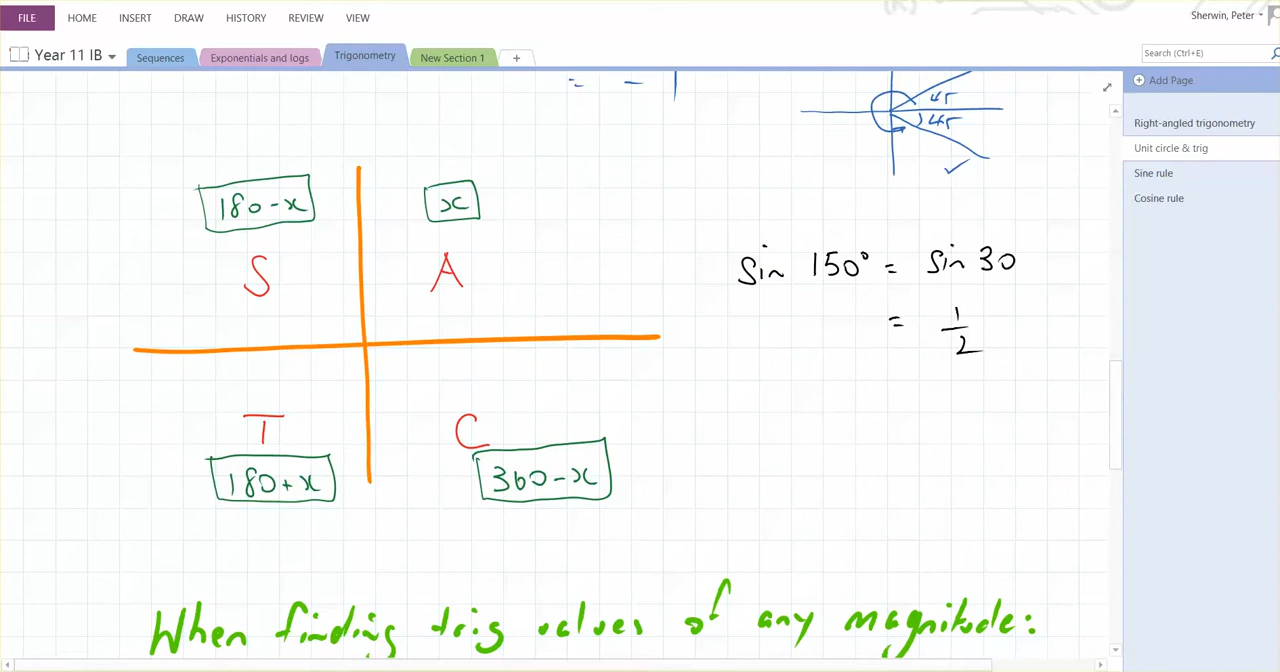 FILE HOME INSERT DRAW HISTORY REVIEW VIEW
Sherwin, Peter
Year 11 IB Sequences Exponentials and logs Trigonometry New Section 1 +
Search (Ctrl+E)
Add Page
Right-angled trigonometry
Unit circle & trig
Sine rule
Cosine rule
= - 1
45
45
180-x
x
S
A
sin 150° = sin 30
= 1/2
T
C
180+x
360-x
When finding trig values of any magnitude: